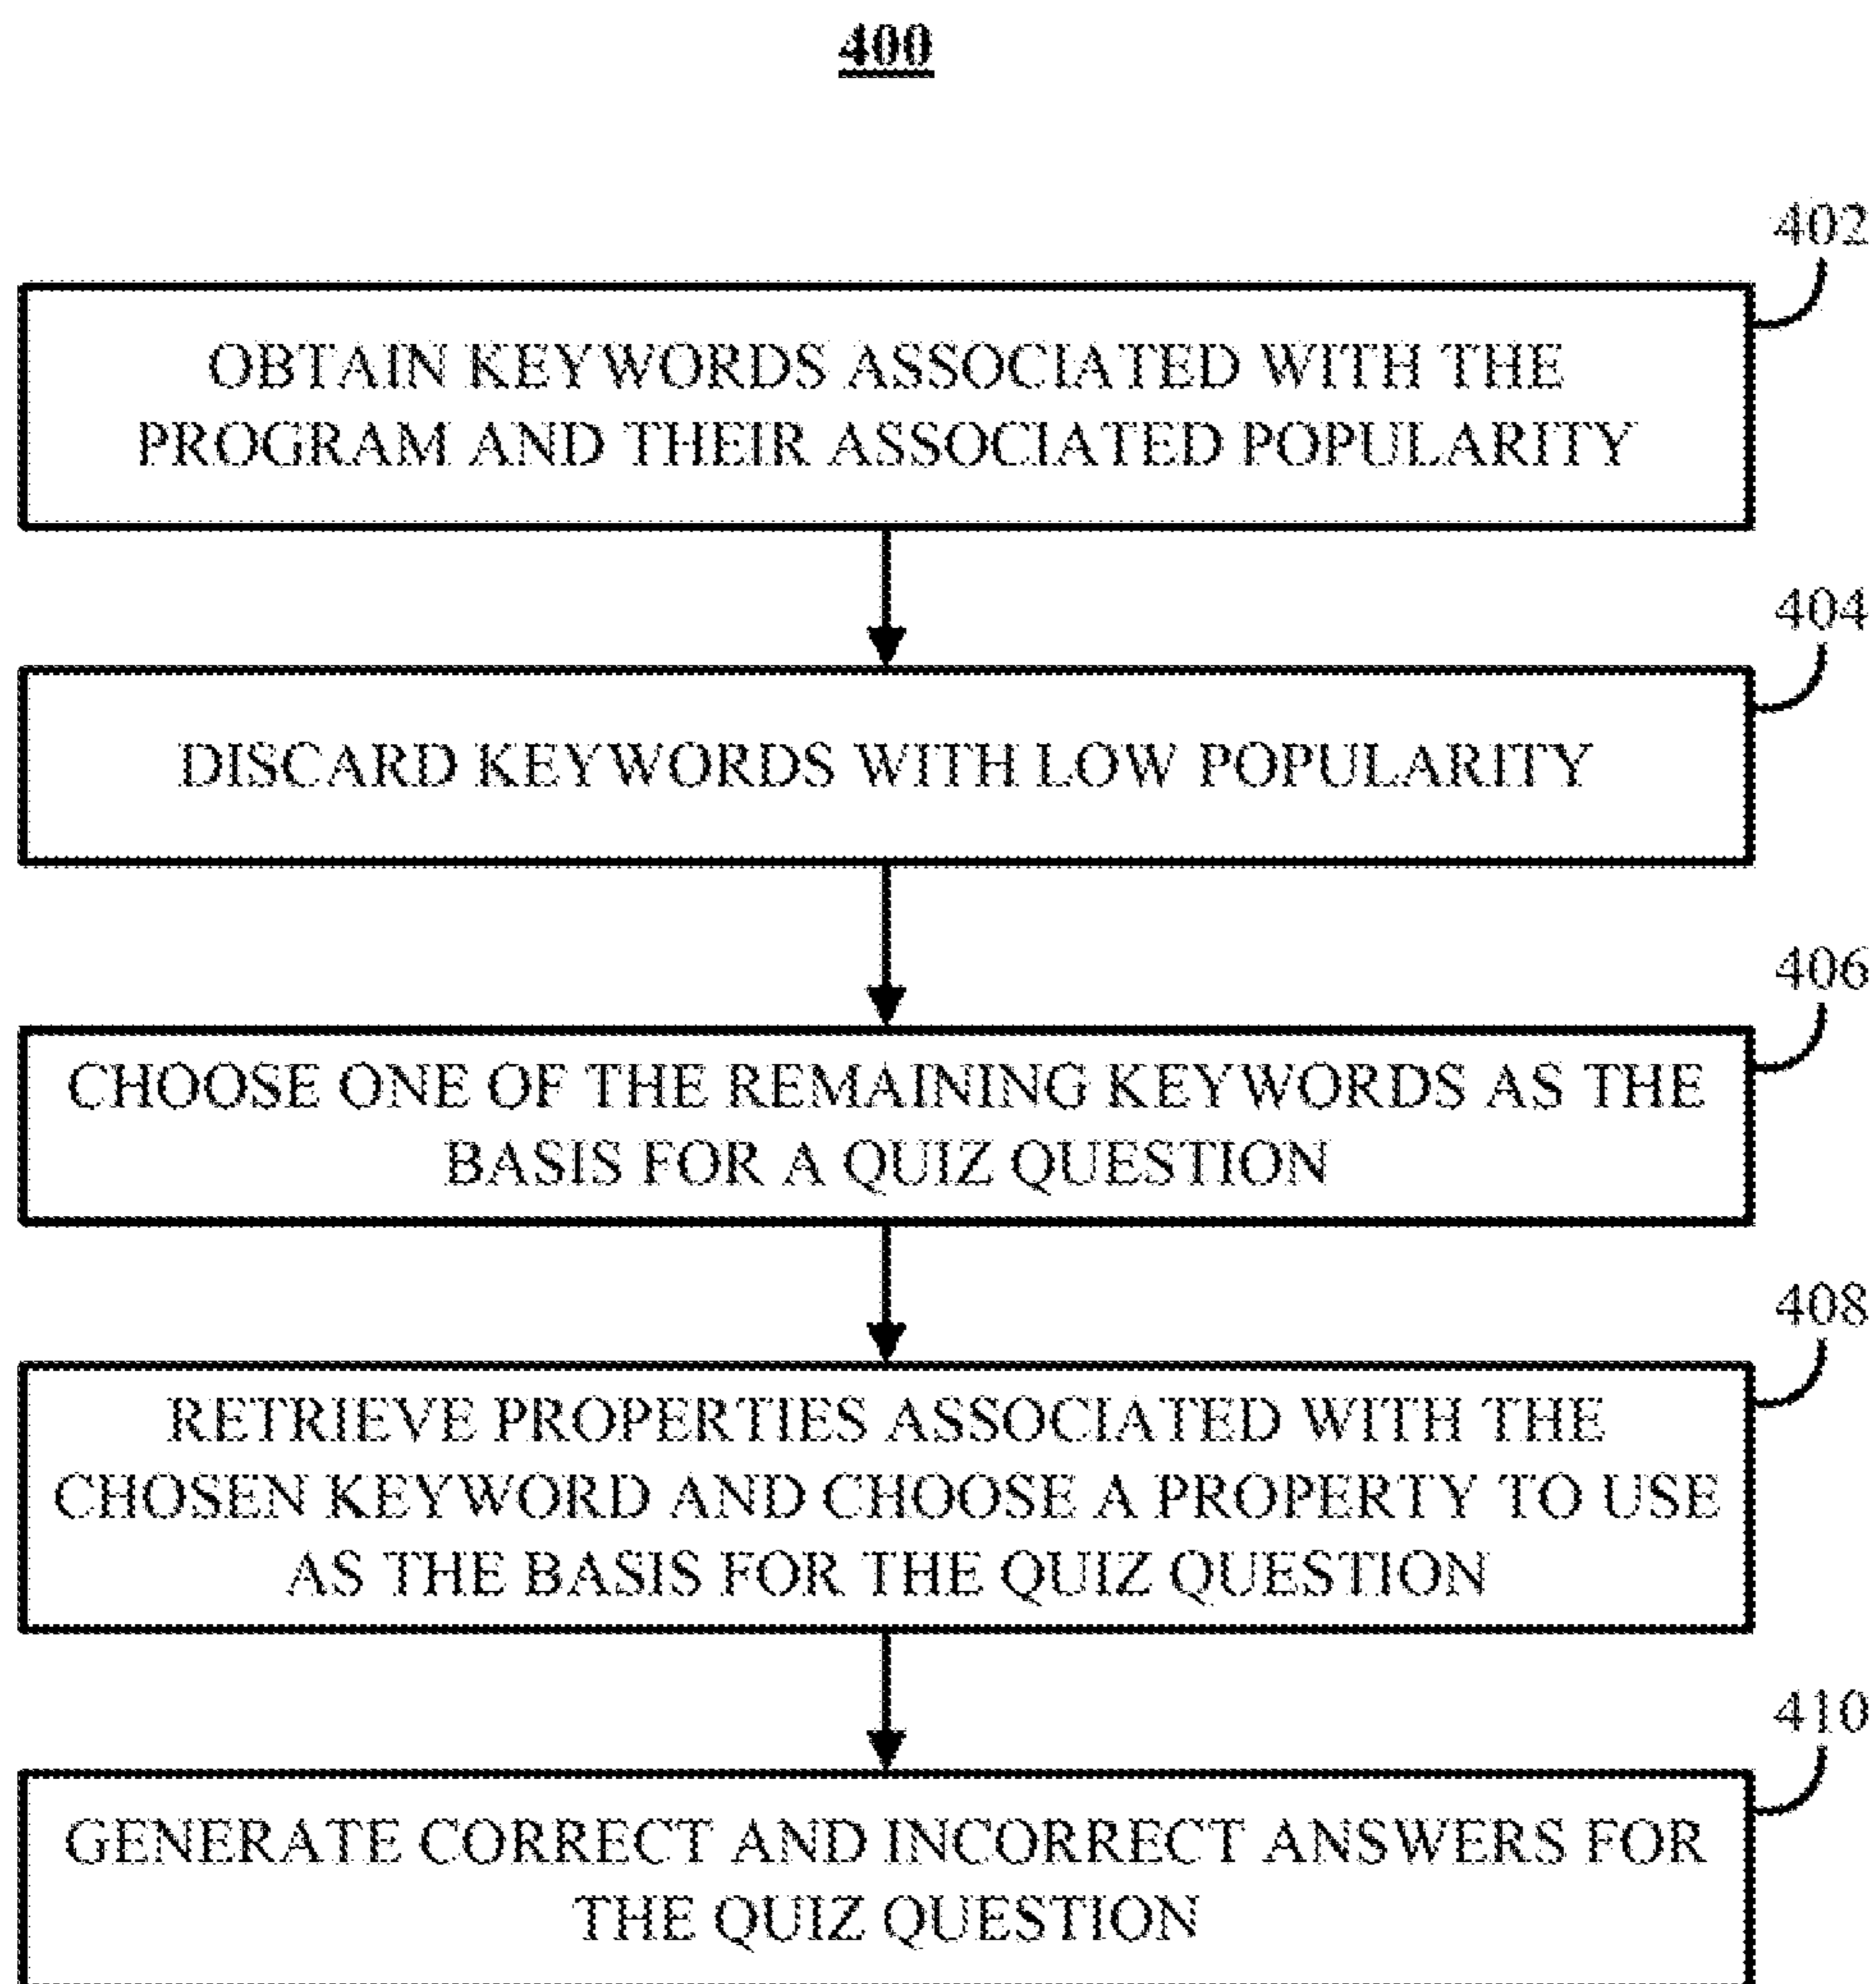 400
402
OBTAIN KEYWORDS ASSOCIATED WITH THE
PROGRAM AND THEIR ASSOCIATED POPULARITY
404
DISCARD KEYWORDS WITH LOW POPULARITY
406
CHOOSE ONE OF THE REMAINING KEYWORDS AS THE
BASIS FOR A QUIZ QUESTION
408
RETRIEVE PROPERTIES ASSOCIATED WITH THE
CHOSEN KEYWORD AND CHOOSE A PROPERTY TO USE
AS THE BASIS FOR THE QUIZ QUESTION
410
GENERATE CORRECT AND INCORRECT ANSWERS FOR
THE QUIZ QUESTION